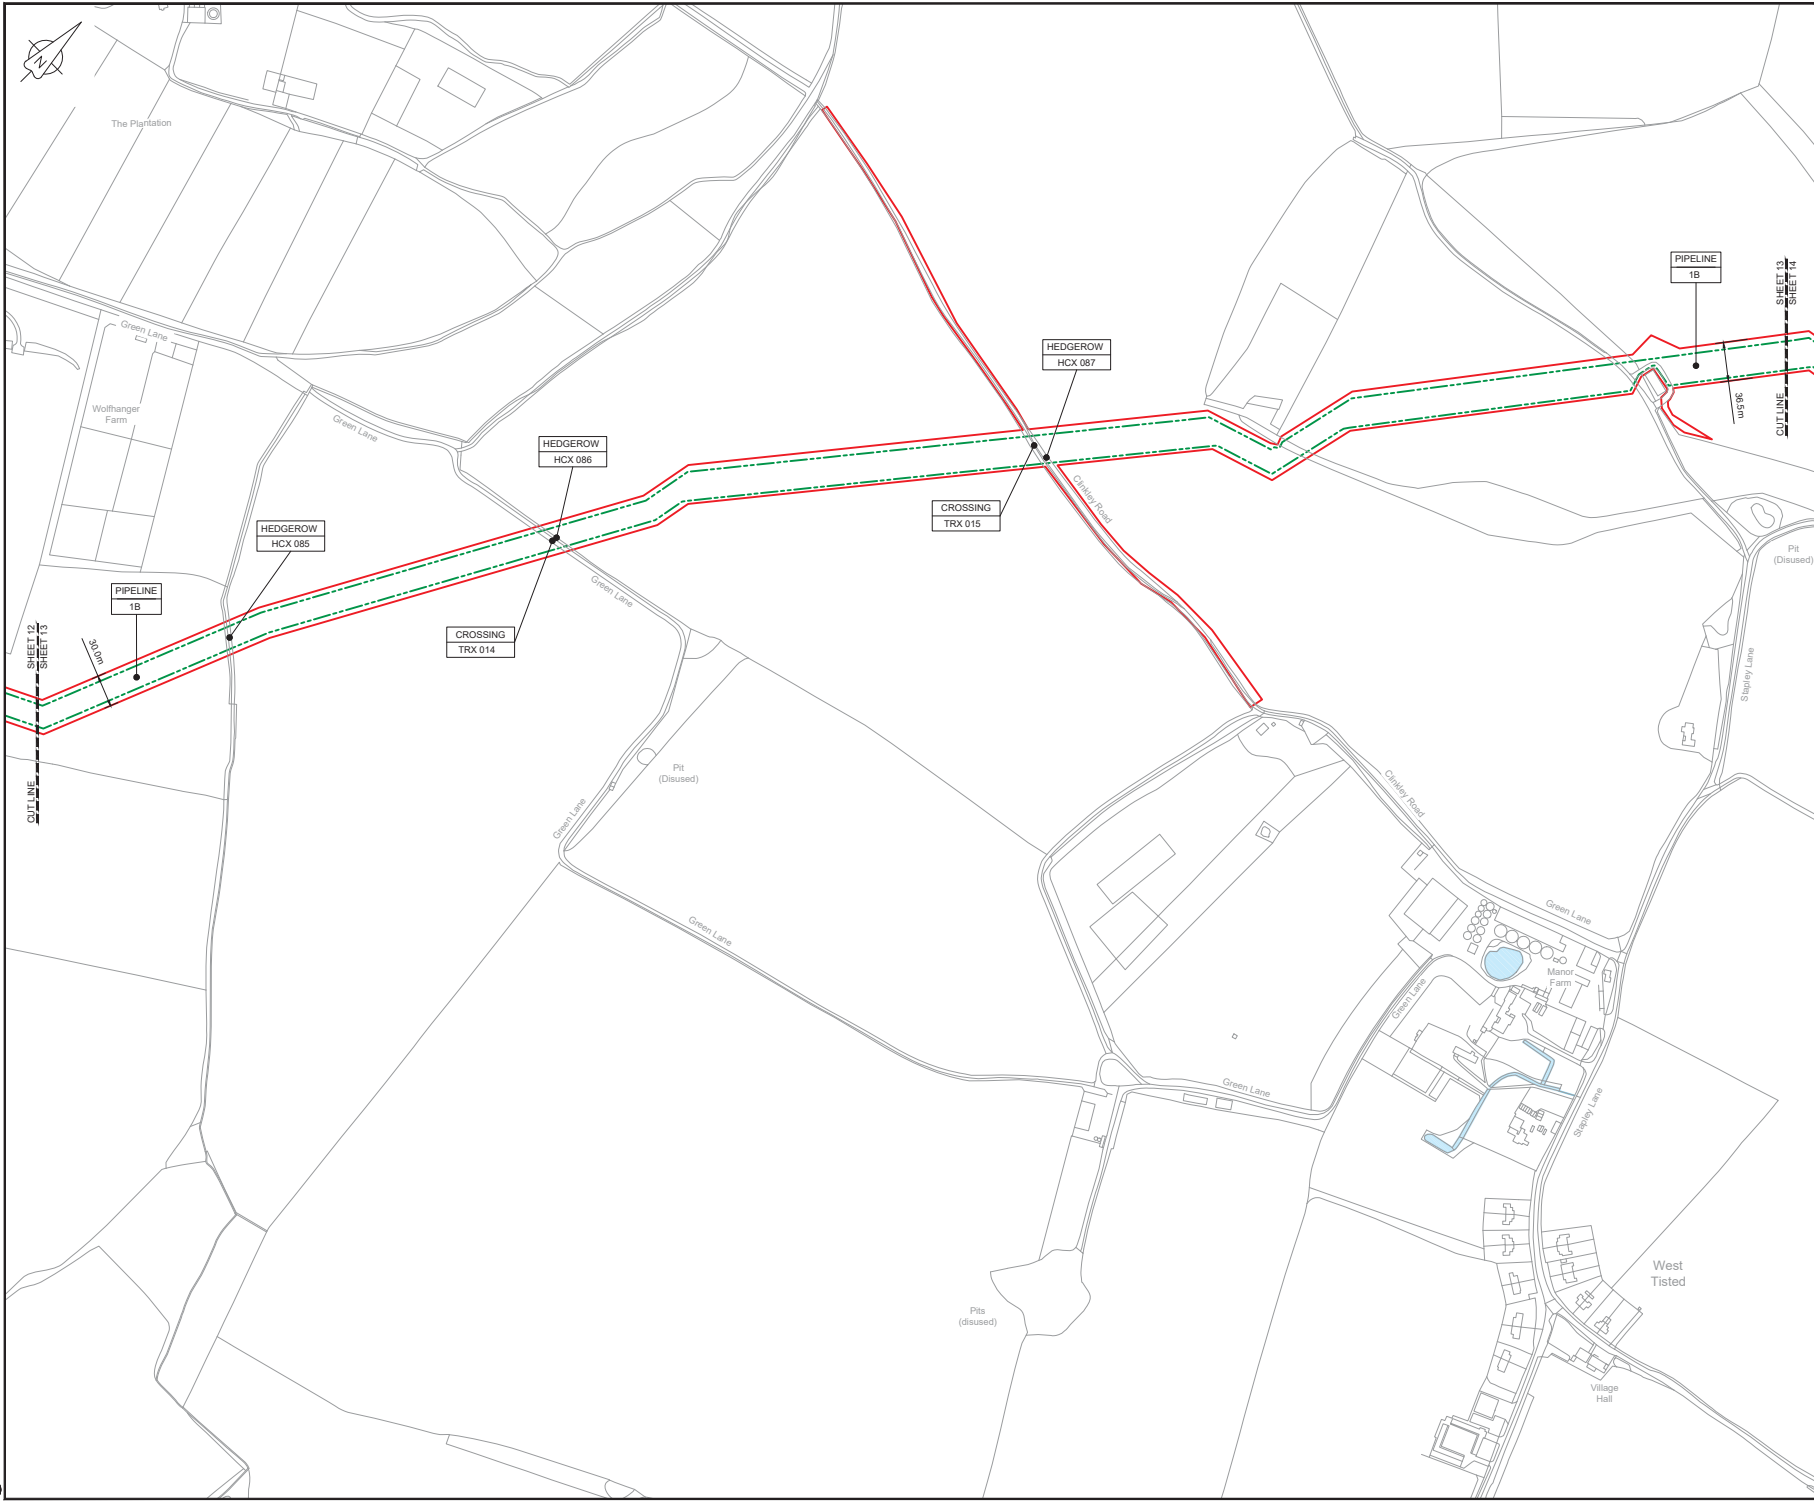 N
The Plantation
PIPELINE
1B
SHEET 13
SHEET 14
CUT LINE
36.5m
Green Lane
HEDGEROW
HCX 087
Wolfhanger
Farm
Green Lane
HEDGEROW
HCX 086
Clinkley Road
CROSSING
TRX 015
HEDGEROW
HCX 085
Pit
(Disused)
PIPELINE
1B
Green Lane
SHEET 12
SHEET 13
CUT LINE
30.0m
CROSSING
TRX 014
Stapley Lane
Pit
(Disused)
Green Lane
Clinkley Road
Green Lane
Green Lane
Manor
Farm
Green Lane
Green Lane
Stapley Lane
West
Tisted
Pits
(disused)
Village
Hall